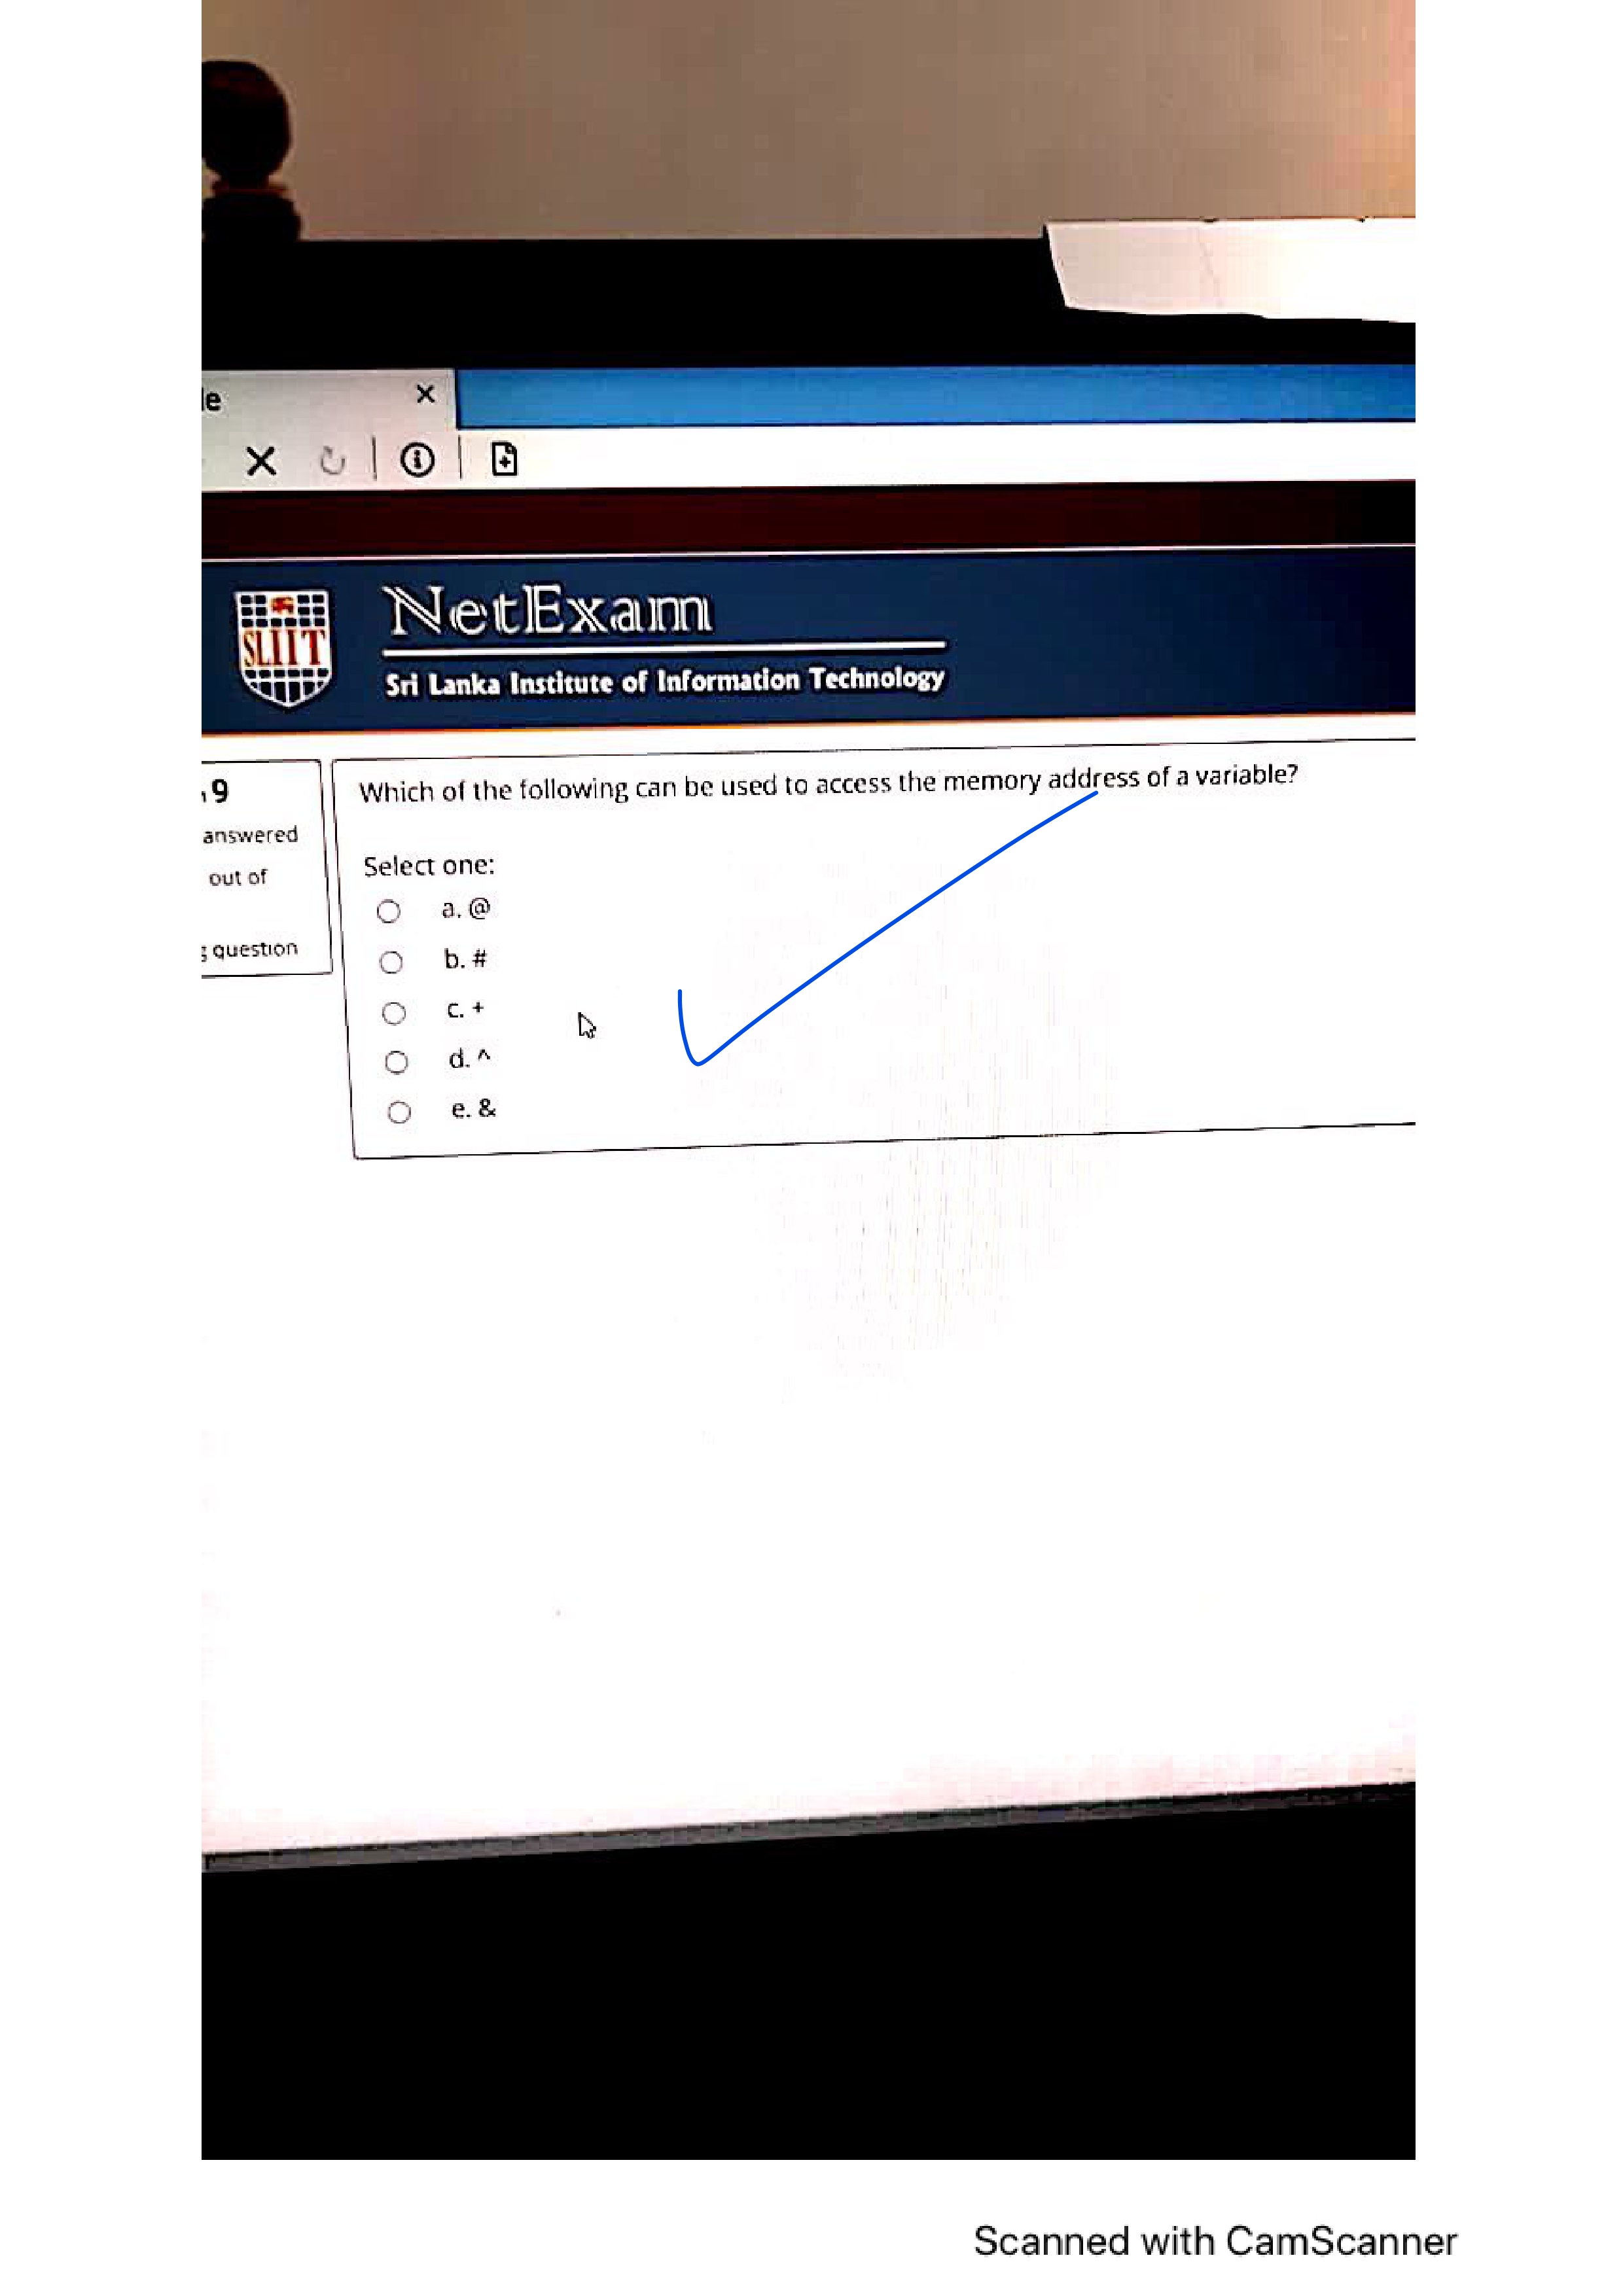 le
NetExam
SLIIT
Sri Lanka Institute of Information Technology
9
answered
out of
question
Which of the following can be used to access the memory address of a variable?
Select one:
a. @
b. #
c. +
d. ^
e. &
Scanned with CamScanner